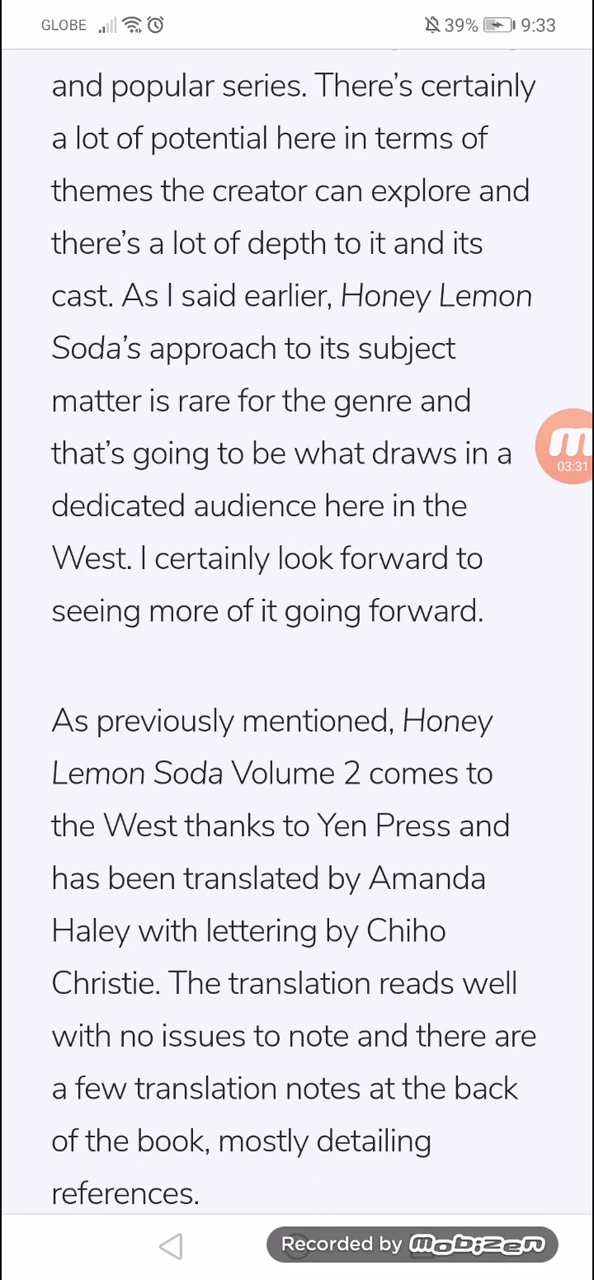 GLOBE 39% 9:33
and popular series. There's certainly
a lot of potential here in terms of
themes the creator can explore and
there's a lot of depth to it and its
cast. As I said earlier, Honey Lemon
Soda's approach to its subject
matter is rare for the genre and
that's going to be what draws in a
dedicated audience here in the
West. I certainly look forward to
seeing more of it going forward.
m
03:31
As previously mentioned, Honey
Lemon Soda Volume 2 comes to
the West thanks to Yen Press and
has been translated by Amanda
Haley with lettering by Chiho
Christie. The translation reads well
with no issues to note and there are
a few translation notes at the back
of the book, mostly detailing
references.
Recorded by mobizen